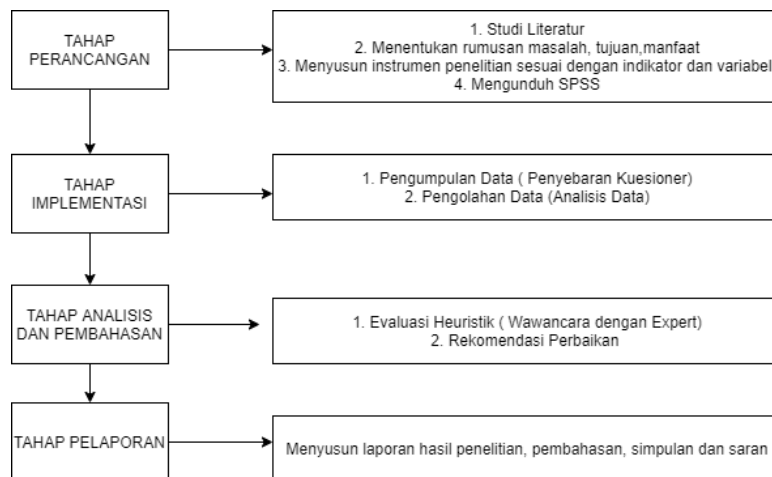 TAHAP
PERANCANGAN
1. Studi Literatur
2. Menentukan rumusan masalah, tujuan,manfaat
3. Menyusun instrumen penelitian sesuai dengan indikator dan variabel
4. Mengunduh SPSS
TAHAP
IMPLEMENTASI
1. Pengumpulan Data ( Penyebaran Kuesioner)
2. Pengolahan Data (Analisis Data)
TAHAP ANALISIS
DAN PEMBAHASAN
1. Evaluasi Heuristik ( Wawancara dengan Expert)
2. Rekomendasi Perbaikan
TAHAP PELAPORAN
Menyusun laporan hasil penelitian, pembahasan, simpulan dan saran